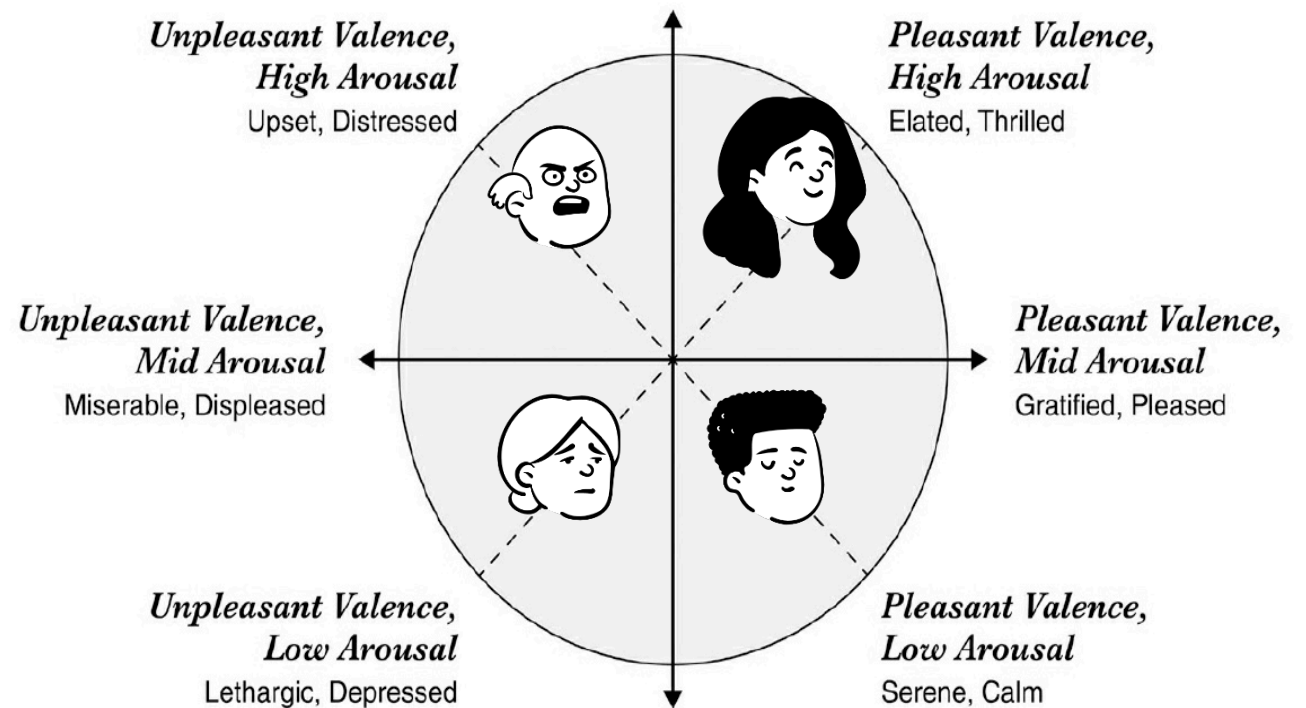 Unpleasant Valence,
High Arousal
Upset, Distressed
Pleasant Valence,
High Arousal
Elated, Thrilled
Unpleasant Valence,
Mid Arousal
Miserable, Displeased
Pleasant Valence,
Mid Arousal
Gratified, Pleased
Unpleasant Valence,
Low Arousal
Lethargic, Depressed
Pleasant Valence,
Low Arousal
Serene, Calm